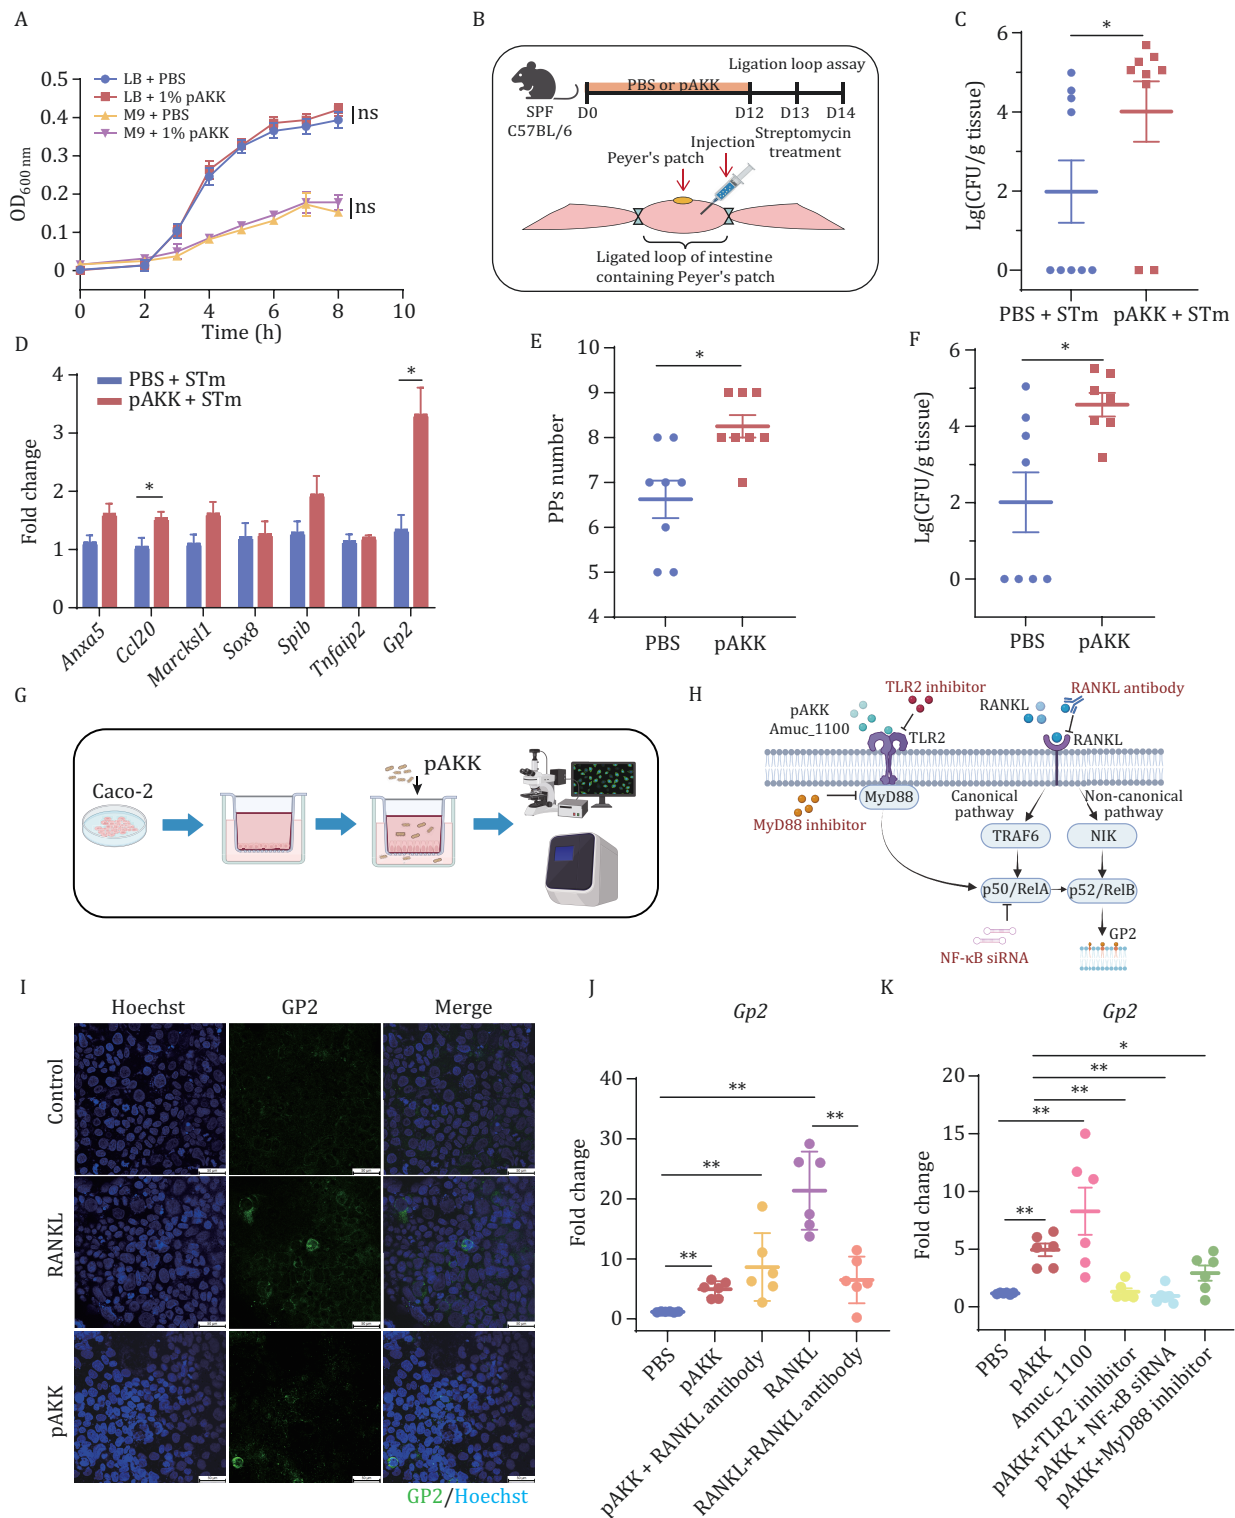 A
LB + PBS
LB + 1% pAKK
M9 + PBS
M9 + 1% pAKK
0.5
0.4
0.3
0.2
0.1
0
ns
ns
OD600 nm
0
2
4
6
8
10
Time (h)
B
Ligation loop assay
PBS or pAKK
SPF
C57BL/6
D0
D12
D13
D14
Streptomycin
treatment
Injection
Peyer's patch
Ligated loop of intestine
containing Peyer's patch
C
*
6
4
2
0
Lg(CFU/g tissue)
PBS + STm
pAKK + STm
D
PBS + STm
pAKK + STm
4
3
2
1
0
Fold change
*
*
Anxa5
Ccl20
Marcksl1
Sox8
Spib
Tnfaip2
Gp2
E
*
10
9
8
7
6
5
4
PPs number
PBS
pAKK
F
*
6
4
2
0
Lg(CFU/g tissue)
PBS
pAKK
G
Caco-2
pAKK
H
TLR2 inhibitor
RANKL antibody
pAKK
Amuc_1100
RANKL
TLR2
RANKL
MyD88
MyD88 inhibitor
Canonical
pathway
Non-canonical
pathway
TRAF6
NIK
p50/RelA
p52/RelB
GP2
NF-κB siRNA
I
Hoechst
GP2
Merge
Control
RANKL
pAKK
GP2/Hoechst
J
Gp2
40
30
20
10
0
Fold change
**
**
**
**
PBS
pAKK
pAKK + RANKL antibody
RANKL
RANKL+RANKL antibody
K
Gp2
20
15
10
5
0
Fold change
*
**
**
**
**
PBS
pAKK
Amuc_1100
pAKK+TLR2 inhibitor
pAKK + NF-κB siRNA
pAKK+MyD88 inhibitor